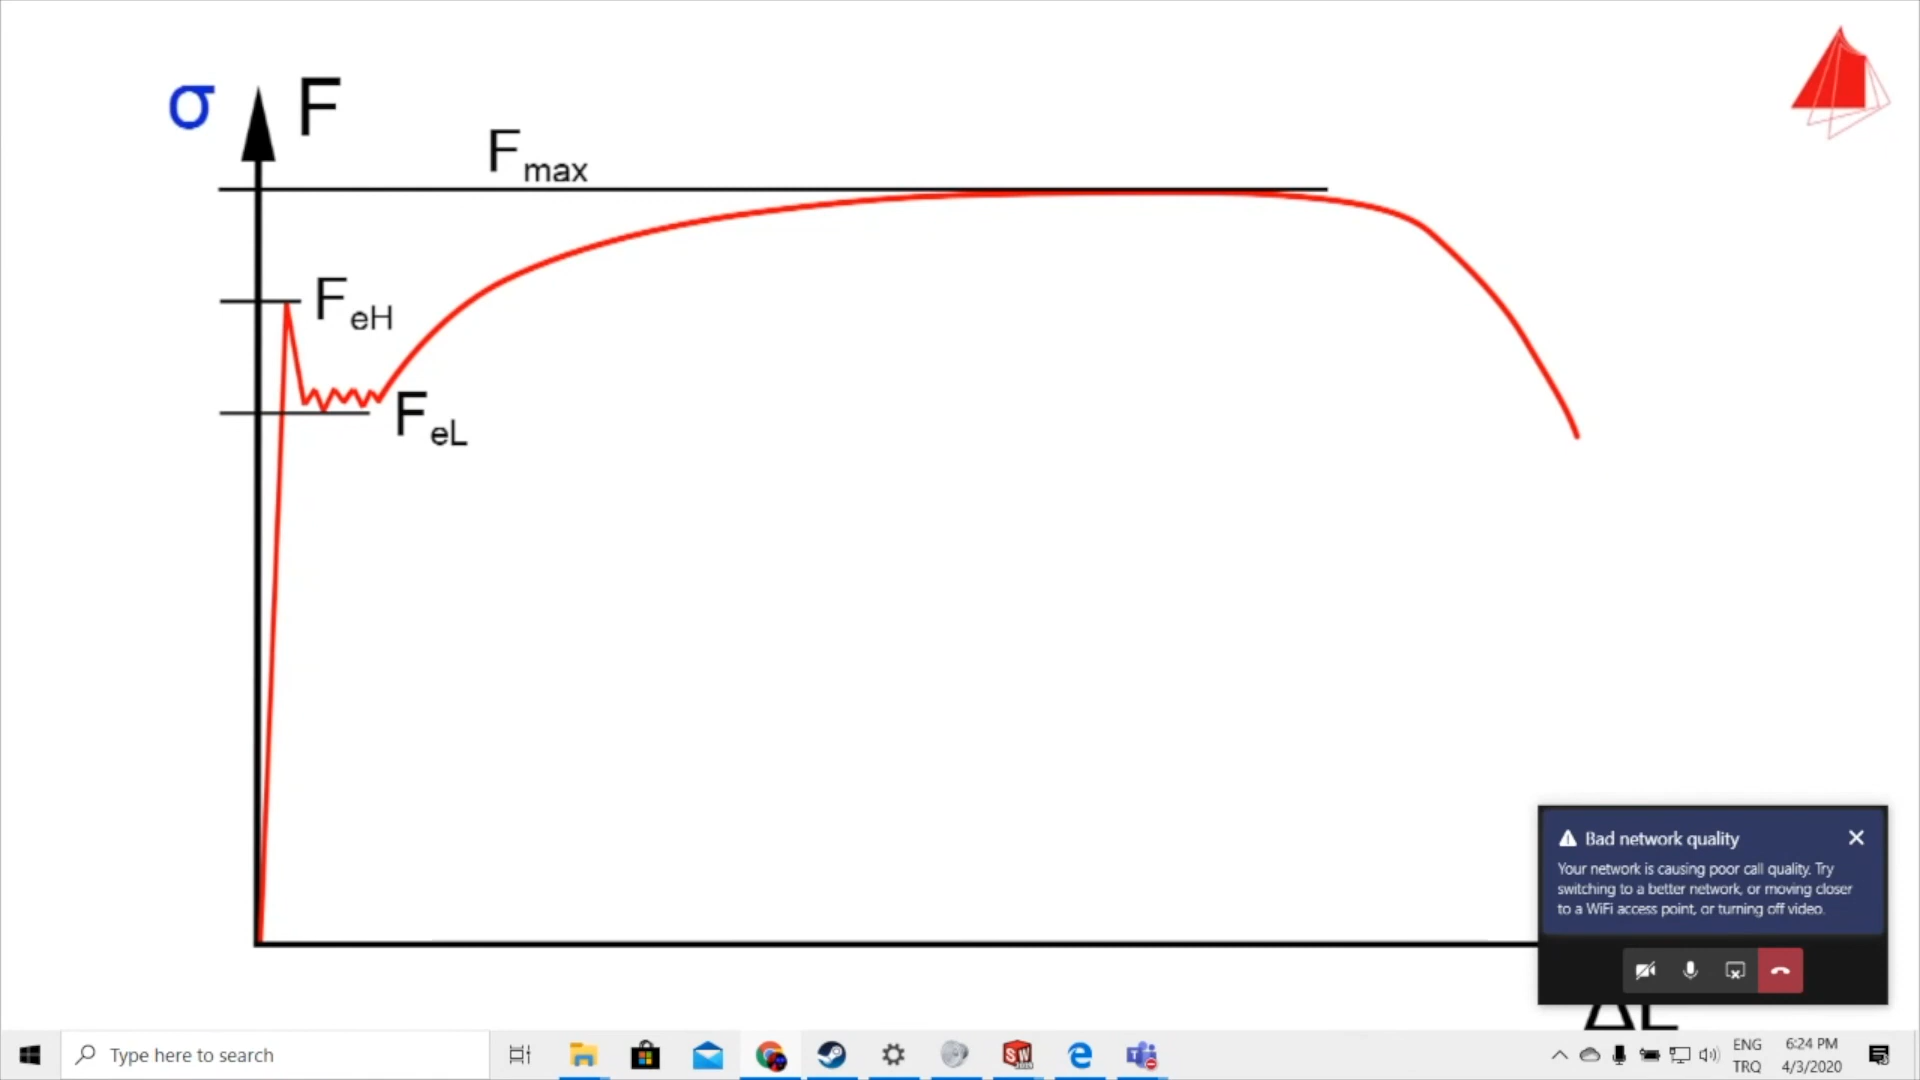 σ F
Fmax
FeH
FeL
Bad network quality
Your network is causing poor call quality. Try
switching to a better network, or moving closer
to a WiFi access point, or turning off video.
Type here to search
SW
T
ENG
TRQ
6:24 PM
4/3/2020